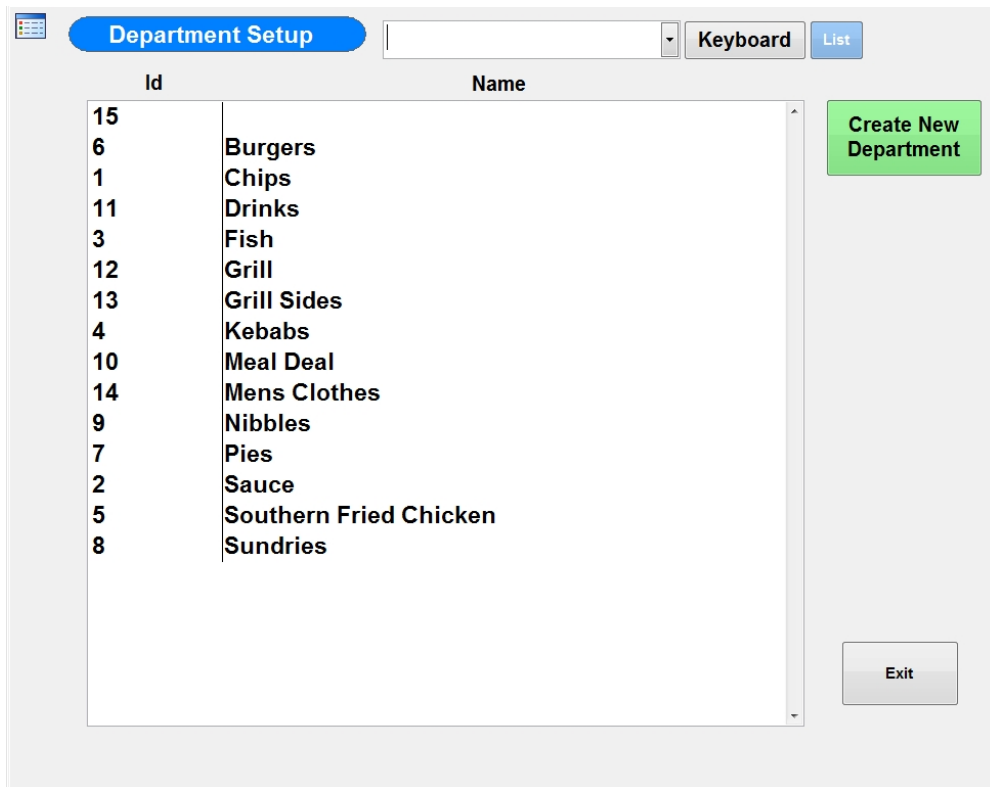 Department Setup Keyboard List
Id Name
15
6 Burgers
1 Chips
11 Drinks
3 Fish
12 Grill
13 Grill Sides
4 Kebabs
10 Meal Deal
14 Mens Clothes
9 Nibbles
7 Pies
2 Sauce
5 Southern Fried Chicken
8 Sundries
Create New
Department
Exit